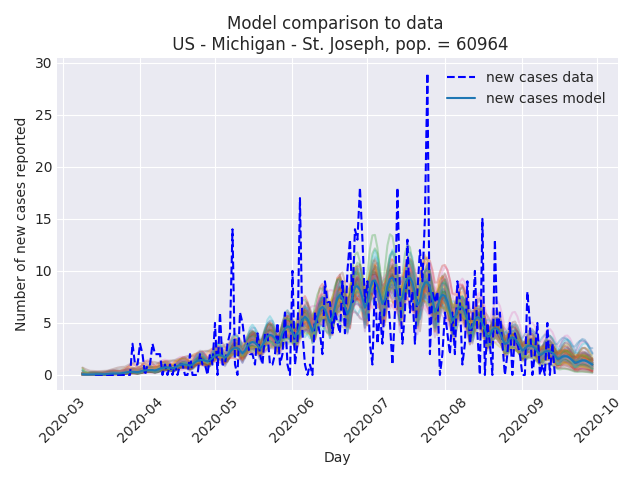 Model comparison to data
US - Michigan - St. Joseph, pop. = 60964
30
25
20
15
10
5
0
Number of new cases reported
new cases data
new cases model
2020-03
2020-04
2020-05
2020-06
2020-07
2020-08
2020-09
2020-10
Day